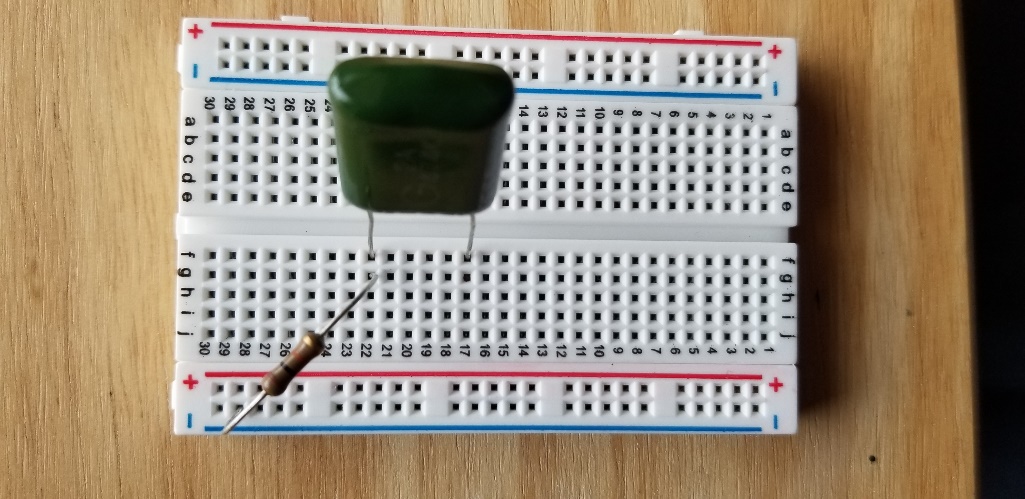 + +
− −
30 29 28 27 26 25 14 13 12 11 10 9 8 7 6 5 4 3 2 1
a a
b b
c c
d d
e e
f f
g g
h h
i i
j j
30 29 28 27 26 24 23 22 21 20 19 18 17 16 15 14 13 12 11 10 9 8 7 6 5 4 3 2 1
+ +
− −